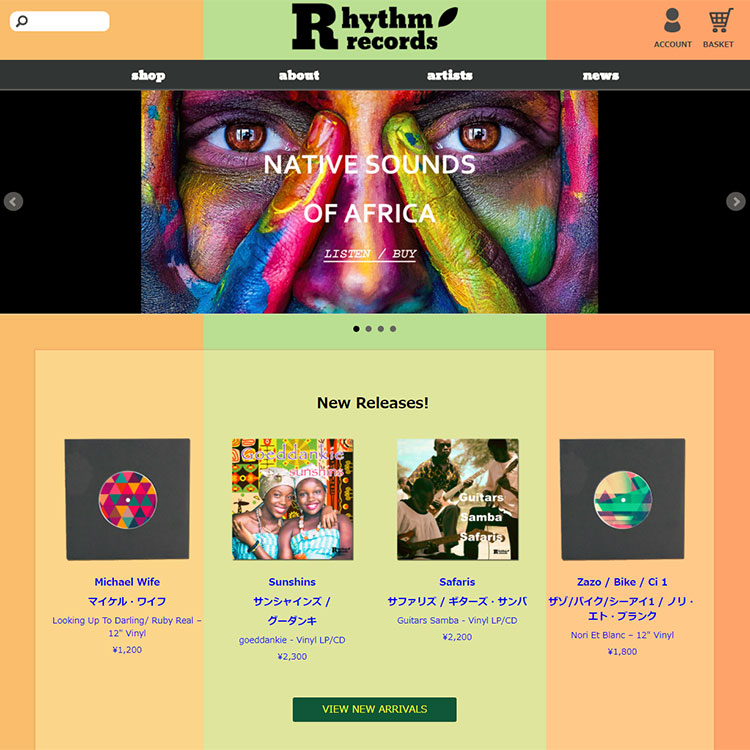 Rhythm
records
ACCOUNT
BASKET
shop
about
artists
news
NATIVE SOUNDS
OF AFRICA
LISTEN / BUY
New Releases!
Goeddankie
sunshins
Guitars
Samba
Safaris
Michael Wife
マイケル・ワイフ
Looking Up To Darling/ Ruby Real –
12" Vinyl
¥1,200
Sunshins
サンシャインズ /
グーダンキ
goeddankie - Vinyl LP/CD
¥2,300
Safaris
サファリズ / ギターズ・サンバ
Guitars Samba - Vinyl LP/CD
¥2,200
Zazo / Bike / Ci 1
ザゾ/バイク/シーアイ1 / ノリ・
エト・ブランク
Nori Et Blanc – 12" Vinyl
¥1,800
VIEW NEW ARRIVALS